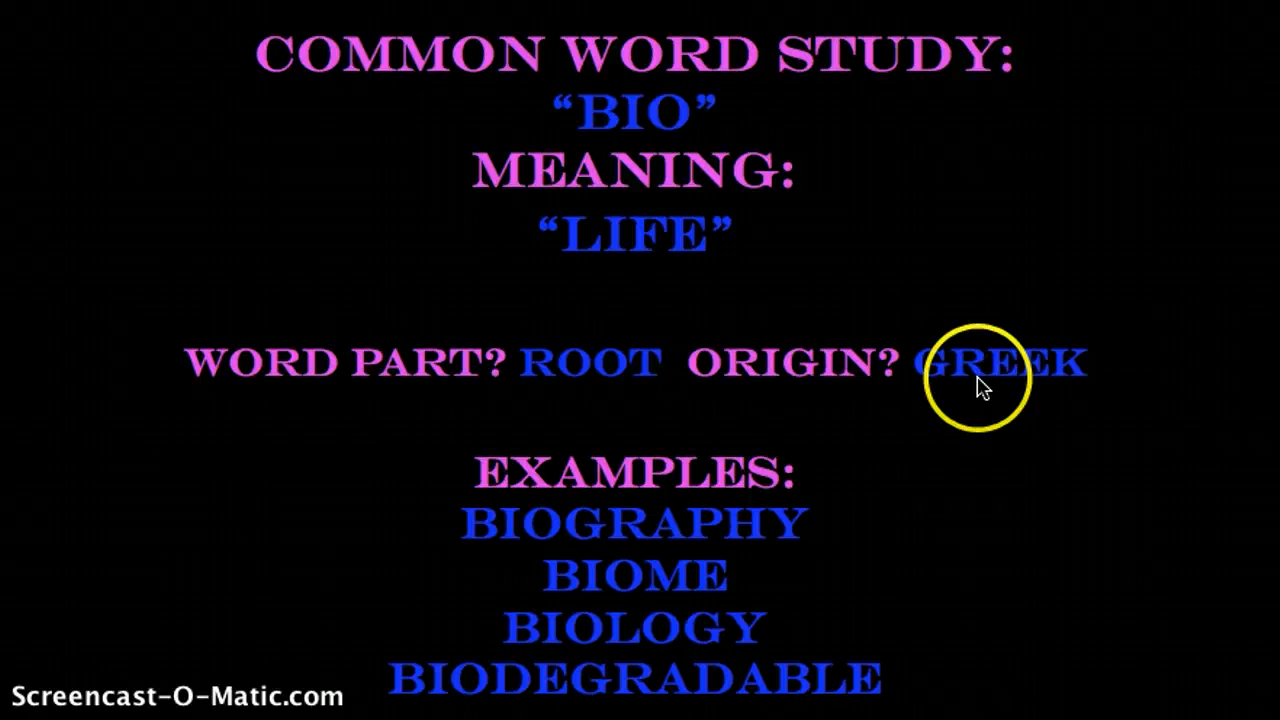 COMMON WORD STUDY:
“BIO”
MEANING:
“LIFE”
WORD PART? ROOT ORIGIN? GREEK
EXAMPLES:
BIOGRAPHY
BIOME
BIOLOGY
BIODEGRADABLE
Screencast-O-Matic.com